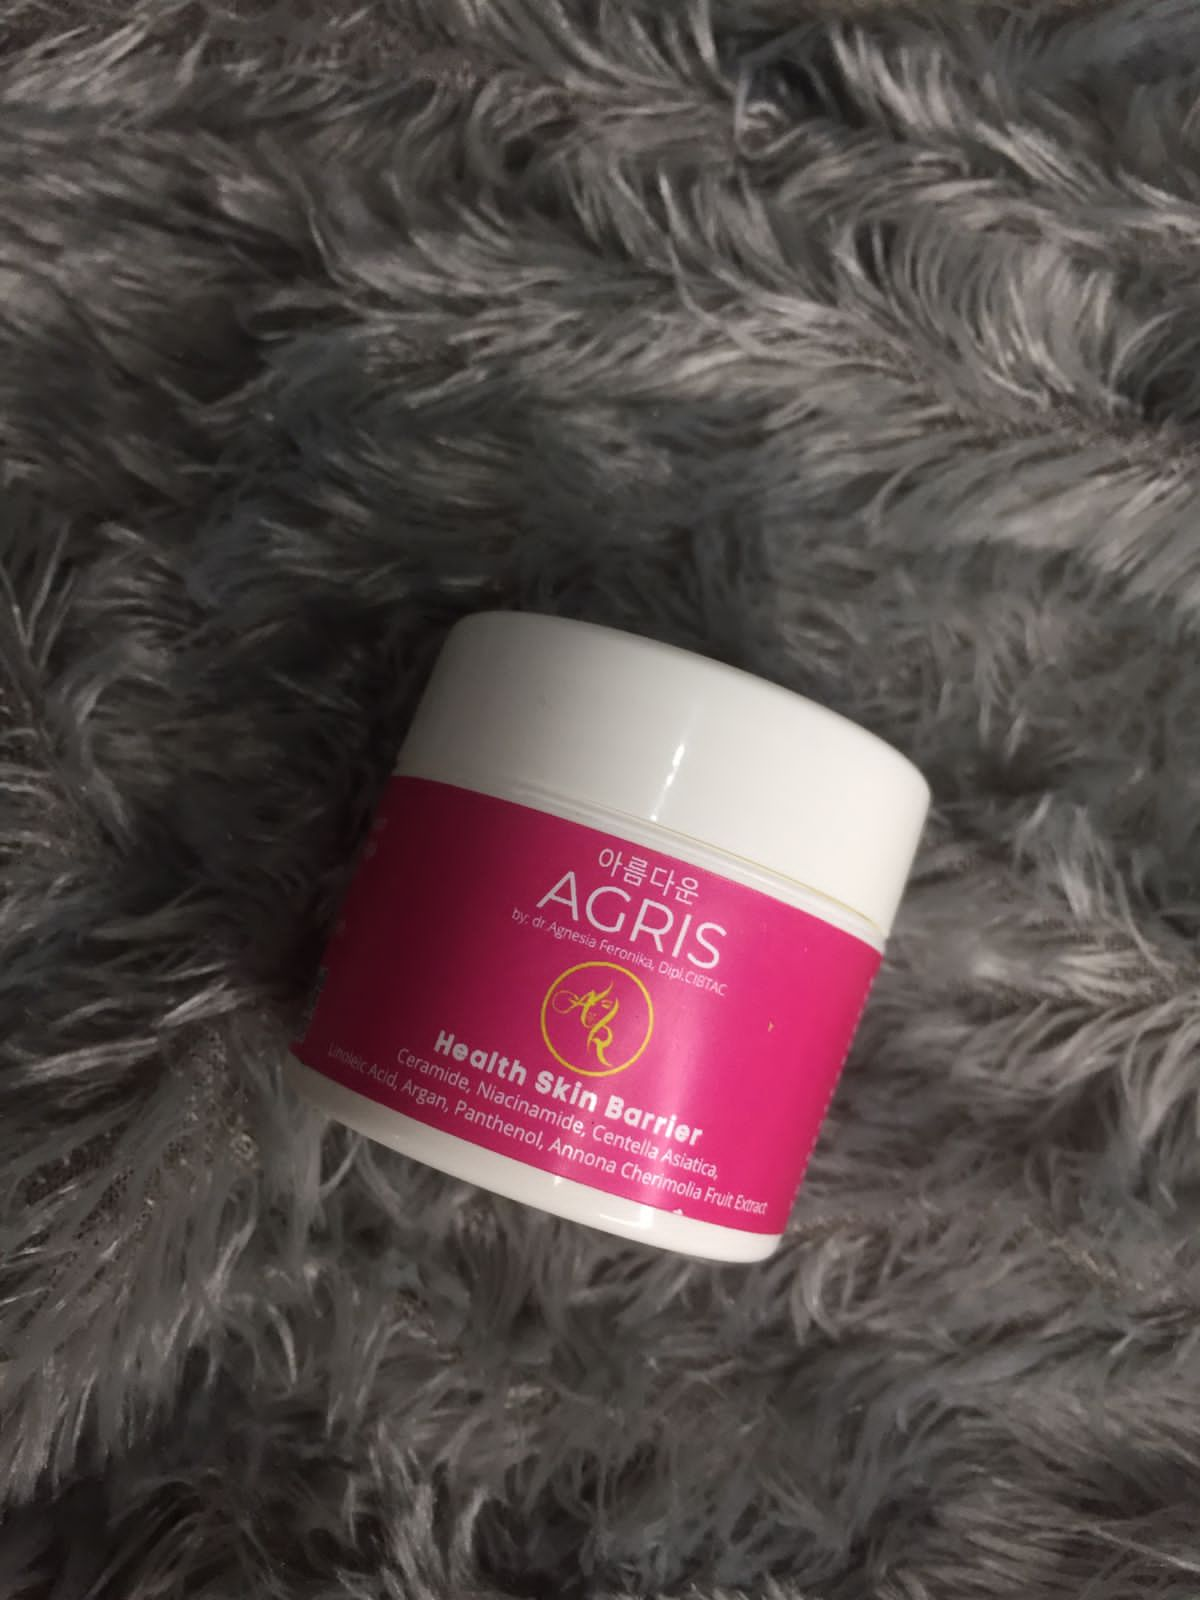 아름다운
AGRIS
by: dr Agnesia Feronika, Dipl.CIBTAC
Health Skin Barrier
Ceramide, Niacinamide, Centella Asiatica,
Linoleic Acid, Argan, Panthenol, Annona Cherimolia Fruit Extract